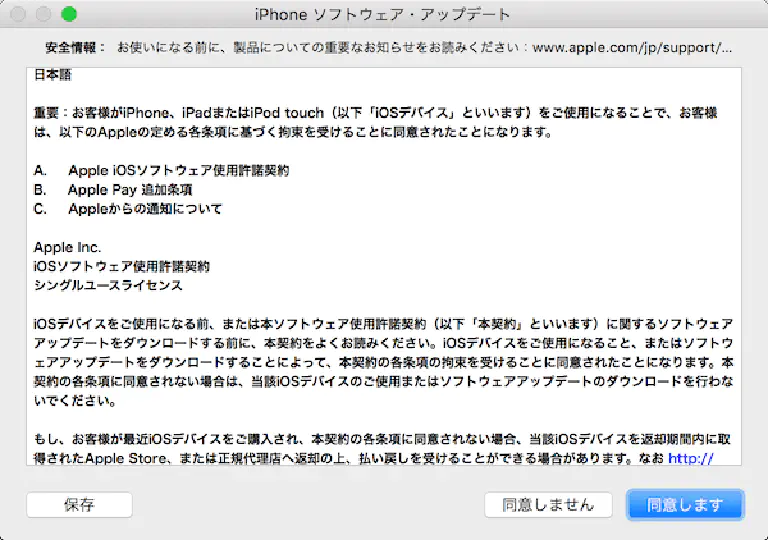 iPhone ソフトウェア・アップデート
安全情報： お使いになる前に、製品についての重要なお知らせをお読みください：www.apple.com/jp/support/...
日本語
重要：お客様がiPhone、iPadまたはiPod touch（以下「iOSデバイス」といいます）をご使用になることで、お客様
は、以下のAppleの定める各条項に基づく拘束を受けることに同意されたことになります。
A. Apple iOSソフトウェア使用許諾契約
B. Apple Pay 追加条項
C. Appleからの通知について
Apple Inc.
iOSソフトウェア使用許諾契約
シングルユースライセンス
iOSデバイスをご使用になる前、または本ソフトウェア使用許諾契約（以下「本契約」といいます）に関するソフトウェア
アップデートをダウンロードする前に、本契約をよくお読みください。iOSデバイスをご使用になること、またはソフトウ
ェアアップデートをダウンロードすることによって、本契約の各条項の拘束を受けることに同意されたことになります。本
契約の各条項に同意されない場合は、当該iOSデバイスのご使用またはソフトウェアアップデートのダウンロードを行わな
いでください。
もし、お客様が最近iOSデバイスをご購入され、本契約の各条項に同意されない場合、当該iOSデバイスを返却期間内に取
得されたApple Store、または正規代理店へ返却の上、払い戻しを受けることができる場合があります。なお http://
保存
同意しません
同意します